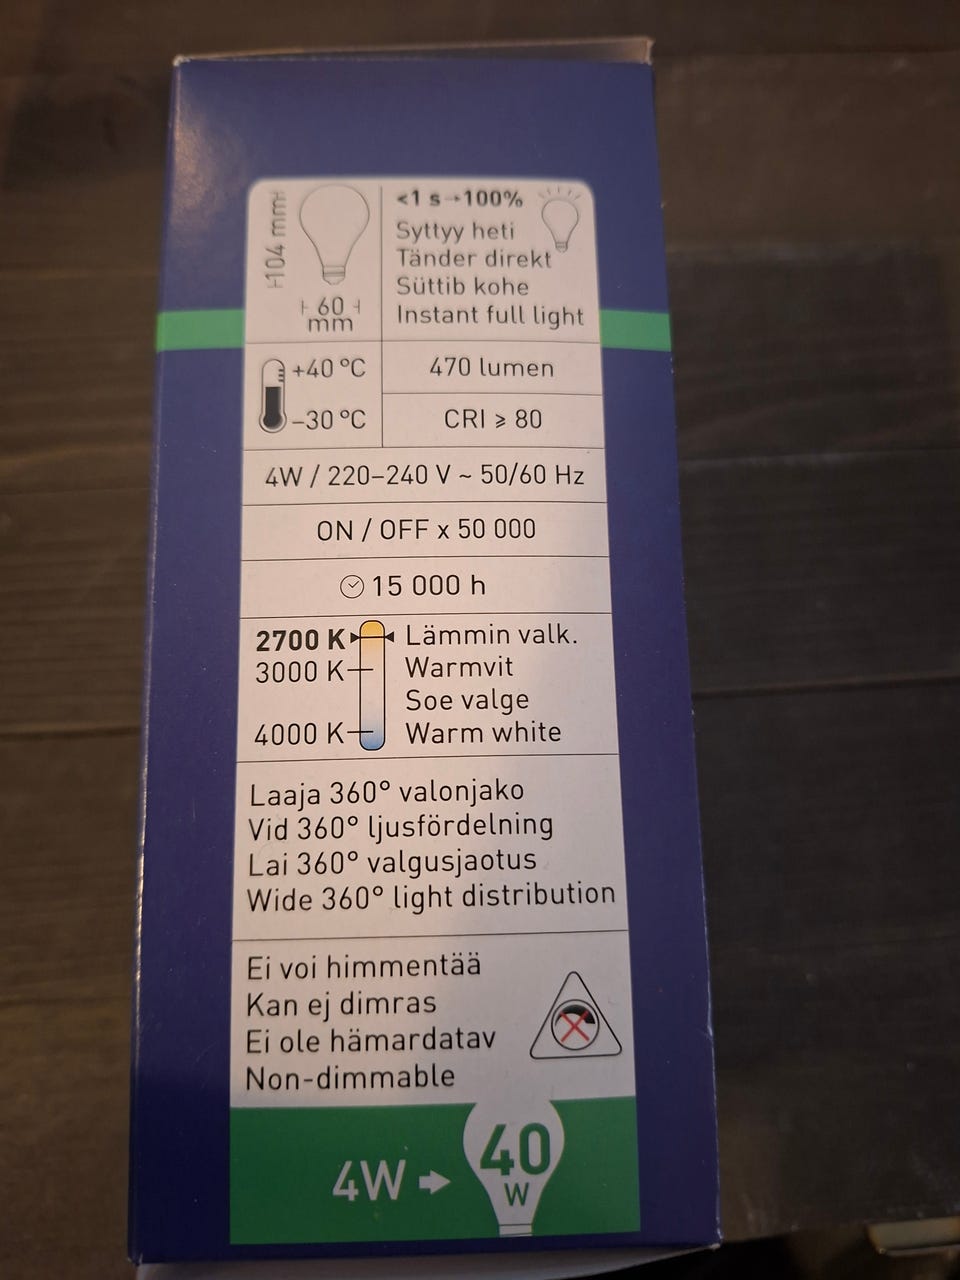 ⊢104 mm⊣
⊢ 60 ⊣
mm
<1 s→100%
Syttyy heti
Tänder direkt
Süttib kohe
Instant full light
+40 °C
–30 °C
470 lumen
CRI ⩾ 80
4W / 220–240 V ~ 50/60 Hz
ON / OFF x 50 000
15 000 h
2700 K
3000 K
4000 K
Lämmin valk.
Warmvit
Soe valge
Warm white
Laaja 360° valonjako
Vid 360° ljusfördelning
Lai 360° valgusjaotus
Wide 360° light distribution
Ei voi himmentää
Kan ej dimras
Ei ole hämardatav
Non-dimmable
4W → 40
W